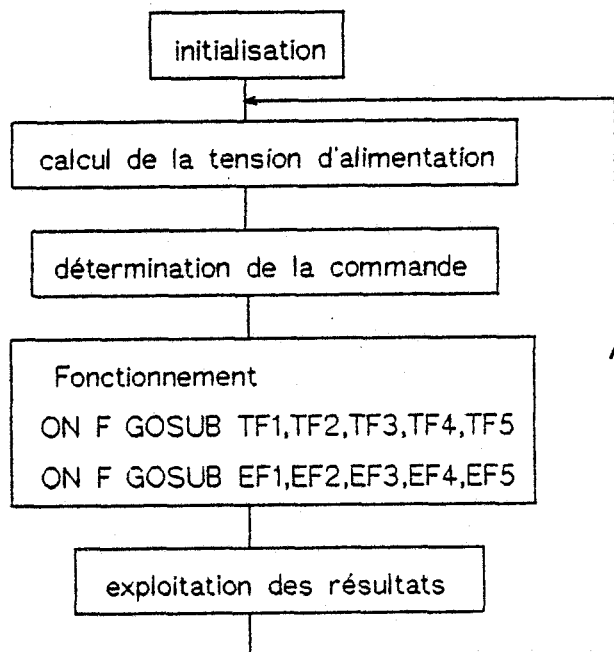 initialisation
calcul de la tension d'alimentation
détermination de la commande
Fonctionnement
ON F GOSUB TF1,TF2,TF3,TF4,TF5
ON F GOSUB EF1,EF2,EF3,EF4,EF5
exploitation des résultats